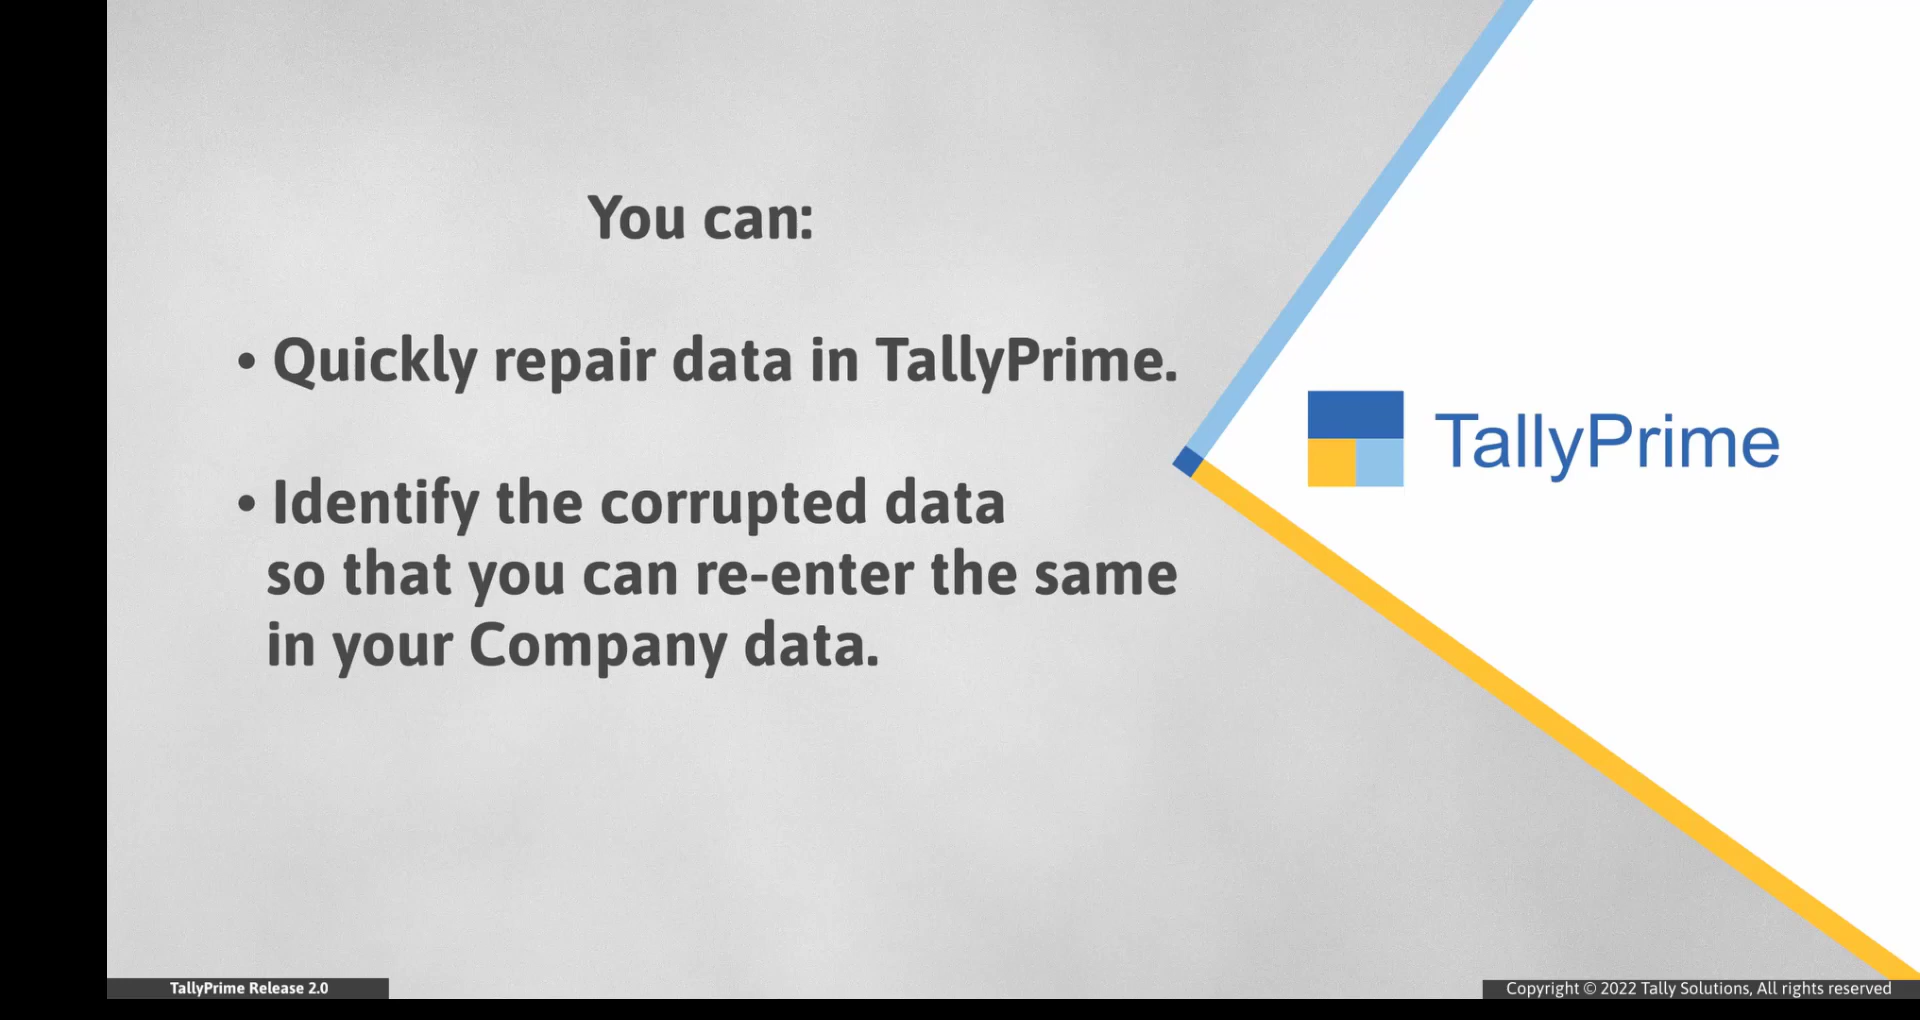 You can:
• Quickly repair data in TallyPrime.
• Identify the corrupted data
so that you can re-enter the same
in your Company data.
TallyPrime
TallyPrime Release 2.0
Copyright © 2022 Tally Solutions, All rights reserved